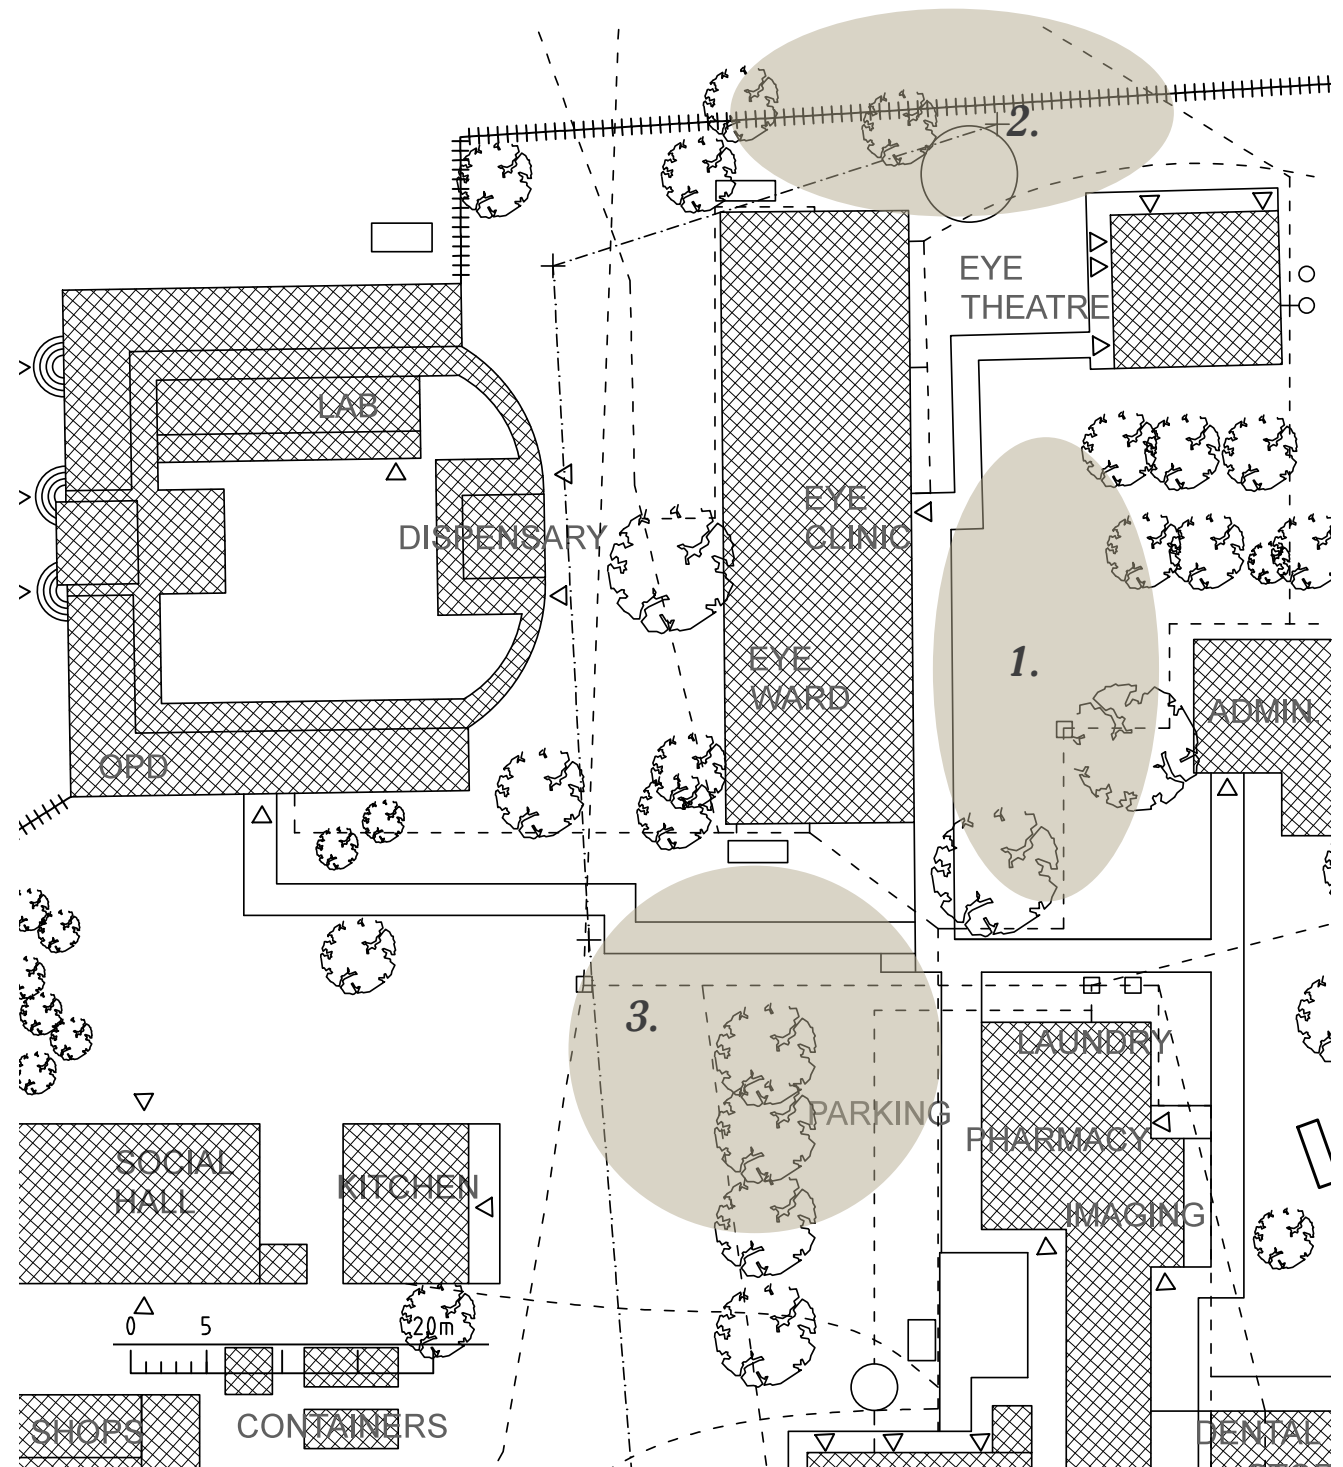 2.
EYE
THEATRE
LAB
EYE
CLINIC
DISPENSARY
EYE
WARD
1.
ADMIN.
OPD
3.
LAUNDRY
PARKING
PHARMACY
SOCIAL
HALL
KITCHEN
IMAGING
0 5 20m
SHOPS
CONTAINERS
DENTAL